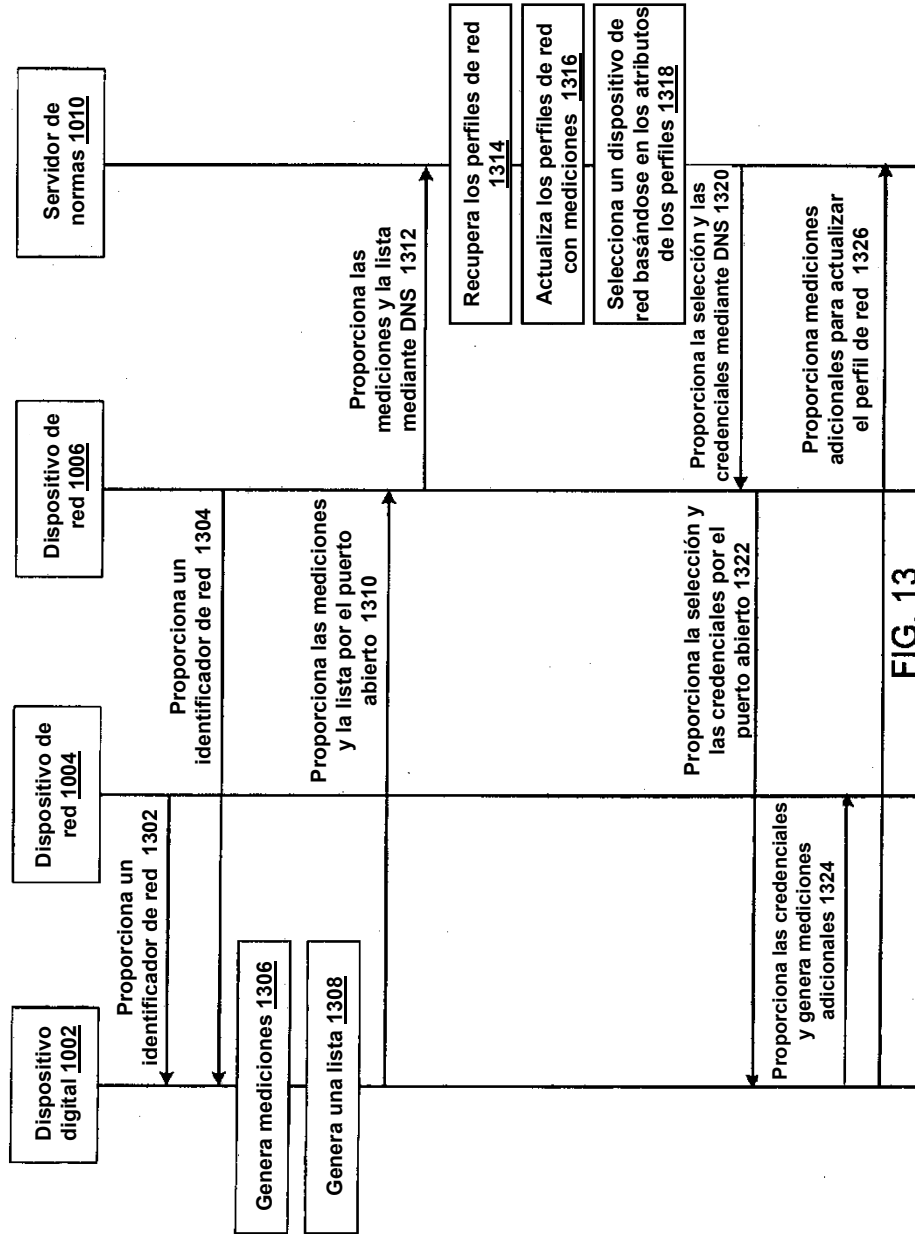 Dispositivo
digital 1002
Dispositivo de
red 1004
Dispositivo de
red 1006
Servidor de
normas 1010
Proporciona un
identificador de red 1302
Proporciona un
identificador de red 1304
Genera mediciones 1306
Genera una lista 1308
Proporciona las mediciones
y la lista por el puerto
abierto 1310
Proporciona las
mediciones y la lista
mediante DNS 1312
Recupera los perfiles de red
1314
Actualiza los perfiles de red
con mediciones 1316
Selecciona un dispositivo de
red basándose en los atributos
de los perfiles 1318
Proporciona la selección y las
credenciales mediante DNS 1320
Proporciona la selección y
las credenciales por el
puerto abierto 1322
Proporciona las credenciales
y genera mediciones
adicionales 1324
Proporciona mediciones
adicionales para actualizar
el perfil de red 1326
FIG. 13